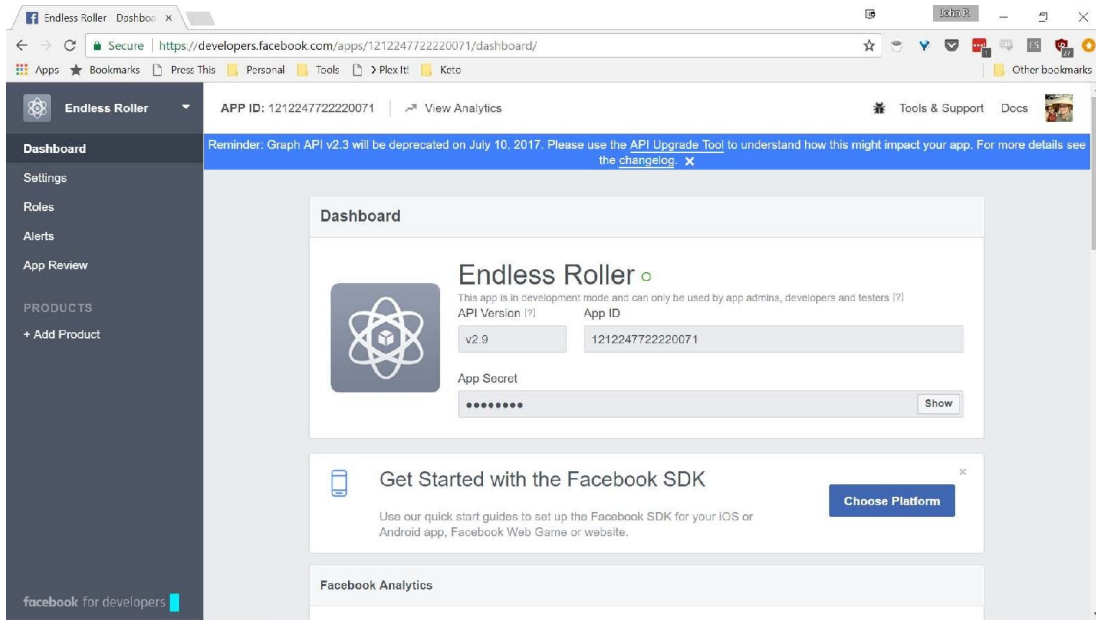 Endless Roller Dashboa
John R.
Secure https://developers.facebook.com/apps/1212247722220071/dashboard/
Apps Bookmarks Press This Personal Tools > Plex It! Keto Other bookmarks
Endless Roller
APP ID: 1212247722220071 View Analytics Tools & Support Docs
Dashboard
Settings
Roles
Alerts
App Review
PRODUCTS
+ Add Product
facebook for developers
Reminder: Graph API v2.3 will be deprecated on July 10, 2017. Please use the API Upgrade Tool to understand how this might impact your app. For more details see
the changelog.
Dashboard
Endless Roller
This app is in development mode and can only be used by app admins, developers and testers [?]
API Version [?] App ID
v2.9 1212247722220071
App Secret
●●●●●●●● Show
Get Started with the Facebook SDK
Use our quick start guides to set up the Facebook SDK for your iOS or
Android app, Facebook Web Game or website.
Choose Platform
Facebook Analytics